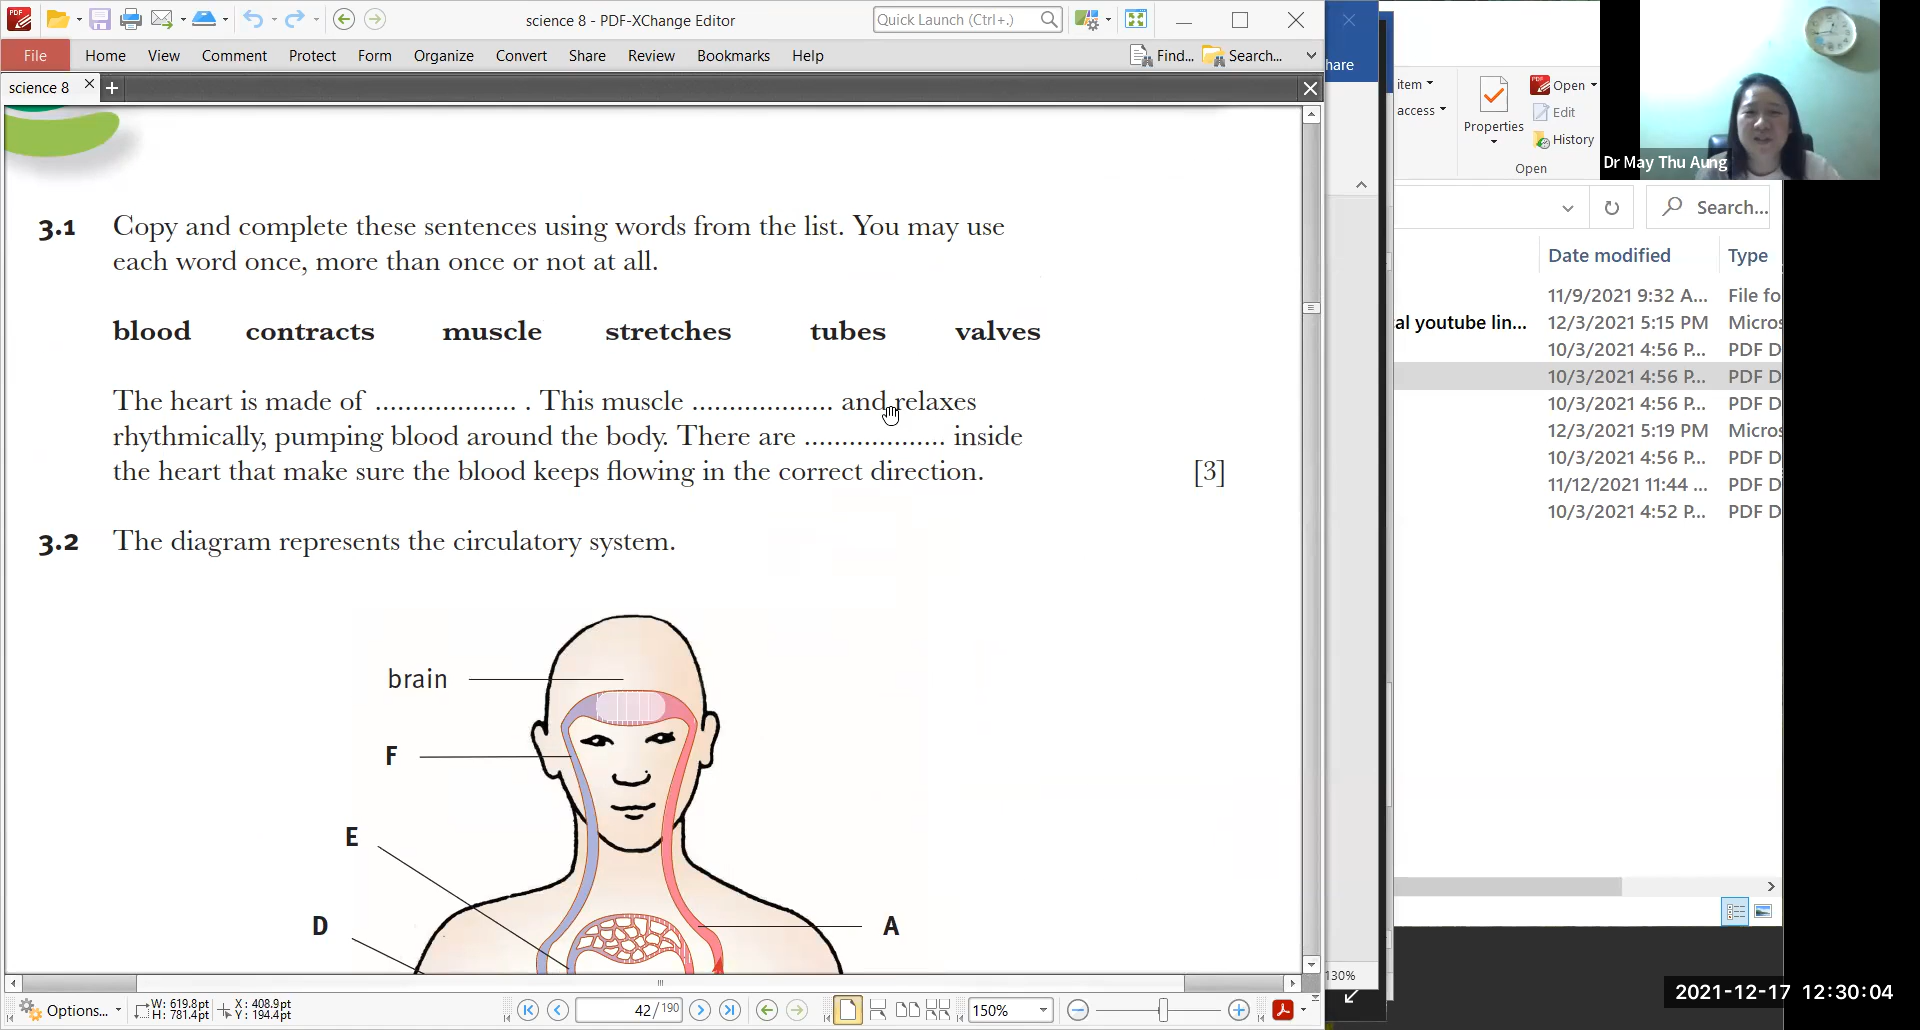 science 8 - PDF-XChange Editor
Quick Launch (Ctrl+.)
File Home View Comment Protect Form Organize Convert Share Review Bookmarks Help
Find... Search...
science 8
3.1 Copy and complete these sentences using words from the list. You may use
each word once, more than once or not at all.
blood contracts muscle stretches tubes valves
The heart is made of ................... . This muscle ................... and relaxes
rhythmically, pumping blood around the body. There are ................... inside
the heart that make sure the blood keeps flowing in the correct direction. [3]
3.2 The diagram represents the circulatory system.
brain
F
E
D
A
Options...
W: 619.8pt
H: 781.4pt
X: 408.9pt
Y: 194.4pt
42 / 190
150%
hare
130%
item
access
Properties
Open
Edit
History
Open
Dr May Thu Aung
Search...
Date modified Type
11/9/2021 9:32 A... File fo
al youtube lin... 12/3/2021 5:15 PM Micros
10/3/2021 4:56 P... PDF D
10/3/2021 4:56 P... PDF D
10/3/2021 4:56 P... PDF D
12/3/2021 5:19 PM Micros
10/3/2021 4:56 P... PDF D
11/12/2021 11:44 ... PDF D
10/3/2021 4:52 P... PDF D
2021-12-17 12:30:04